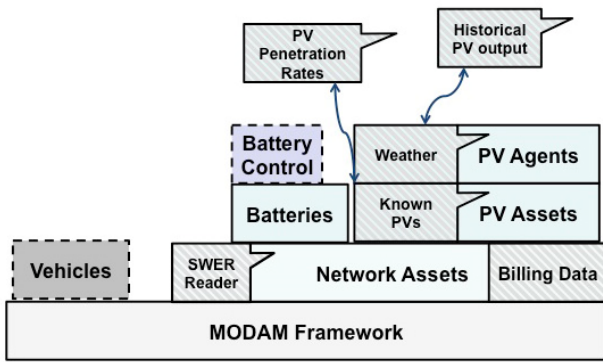 PV
Penetration
Rates
Historical
PV output
Battery
Control
Weather
PV Agents
Batteries
Known
PVs
PV Assets
Vehicles
SWER
Reader
Network Assets
Billing Data
MODAM Framework